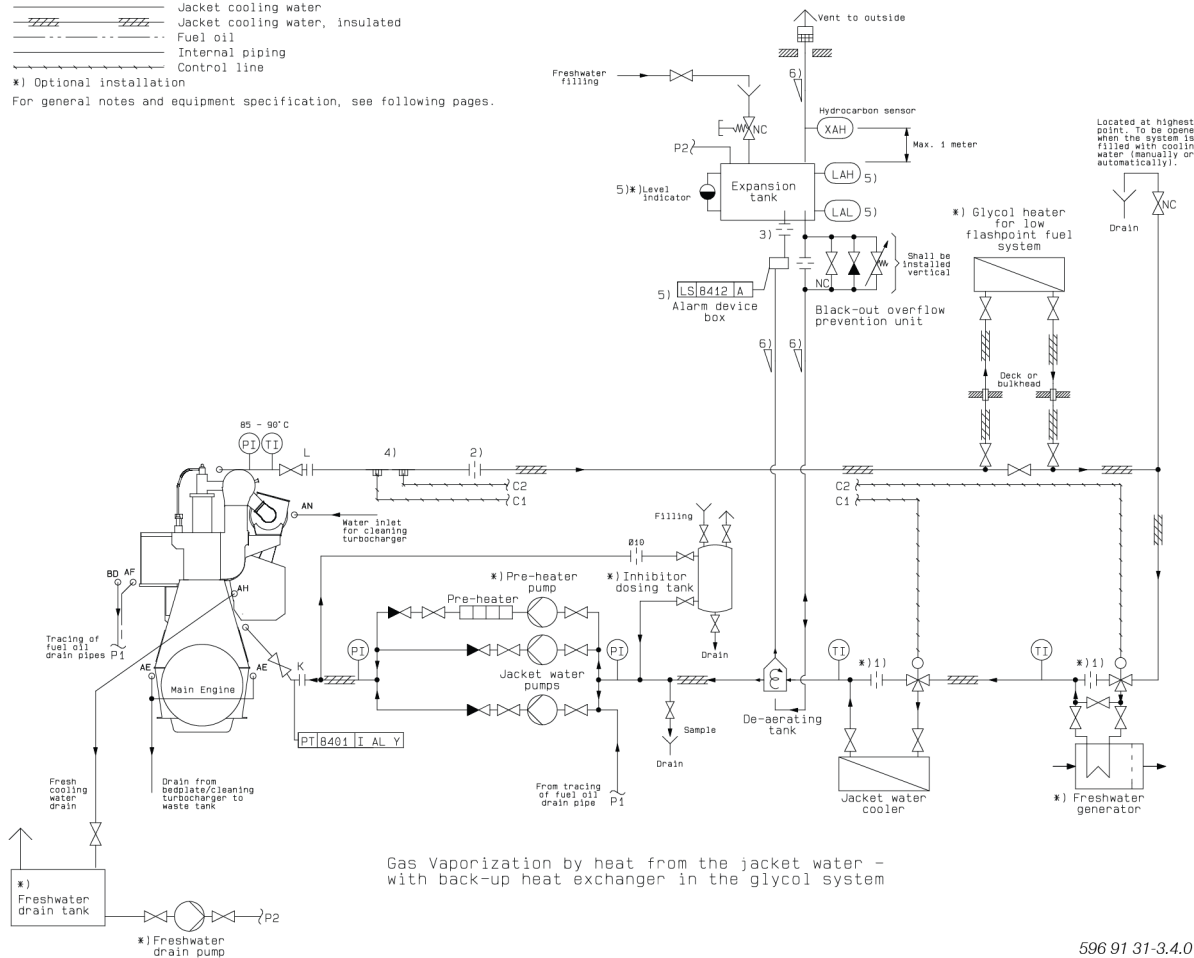 Jacket cooling water
Jacket cooling water, insulated
Fuel oil
Internal piping
Control line
*) Optional installation
For general notes and equipment specification, see following pages.
Vent to outside
6)
Freshwater
filling
Hydrocarbon sensor
XAH
NC
Max. 1 meter
P2
LAH 5)
5)*) Level
indicator
Expansion
tank
LAL 5)
3)
Shall be
installed
vertical
NC
5) LS 8412 A
Alarm device
box
Black-out overflow
prevention unit
6)
6)
Located at highest
point. To be opene
when the system is
filled with coolin
water (manually or
automatically).
NC
Drain
*) Glycol heater
for low
flashpoint fuel
system
Deck or
bulkhead
85 - 90°C
PI TI
L
4)
2)
C2
C1
C2
C1
AN
Water inlet
for cleaning
turbocharger
Filling
Ø10
*) Inhibitor
dosing tank
*) Pre-heater
pump
Pre-heater
BD AF
AH
Tracing of
fuel oil
drain pipes
P1
AE
AE
Main Engine
K
PI
Jacket water
pumps
PI
Drain
TI
*)1)
TI
*)1)
De-aerating
tank
Sample
Drain
PT 8401 I AL Y
From tracing
of fuel oil
drain pipe
P1
Jacket water
cooler
*) Freshwater
generator
Fresh
cooling
water
drain
Drain from
bedplate/cleaning
turbocharger to
waste tank
*)
Freshwater
drain tank
P2
*) Freshwater
drain pump
Gas Vaporization by heat from the jacket water -
with back-up heat exchanger in the glycol system
596 91 31-3.4.0